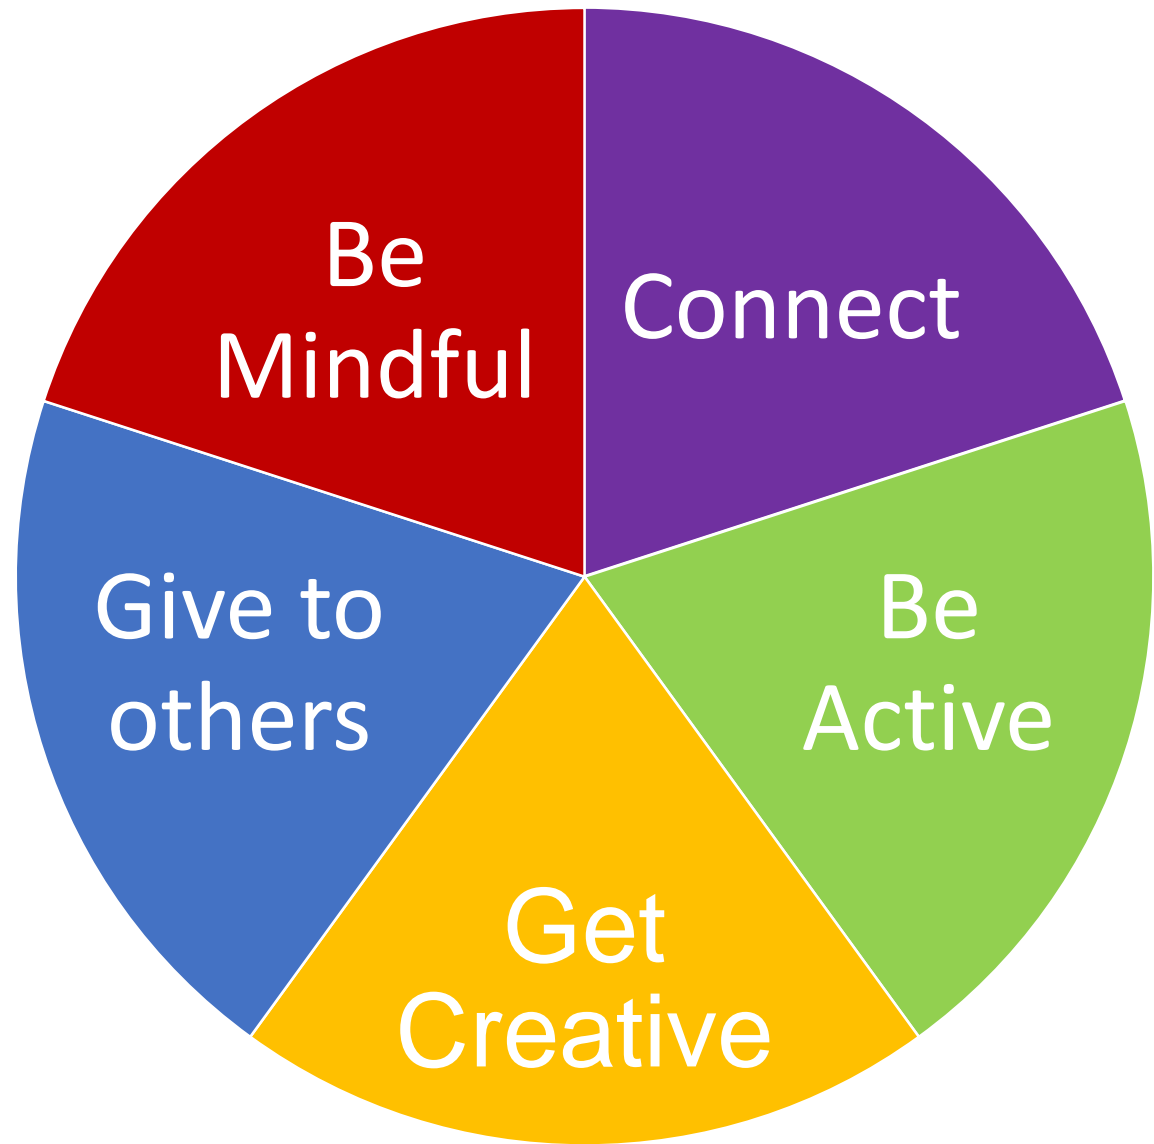 Be
Mindful
Connect
Give to
others
Be
Active
Get
Creative